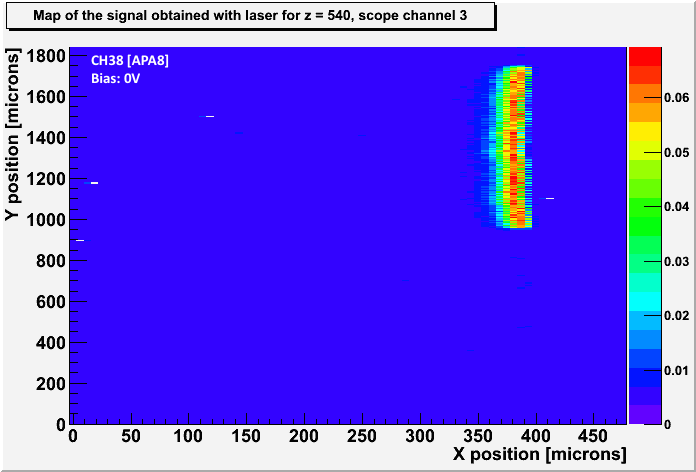 Map of the signal obtained with laser for z = 540, scope channel 3
CH38 [APA8]
Bias: 0V
Y position [microns]
1800
1600
1400
1200
1000
800
600
400
200
0
0 50 100 150 200 250 300 350 400 450
X position [microns]
0.06
0.05
0.04
0.03
0.02
0.01
0